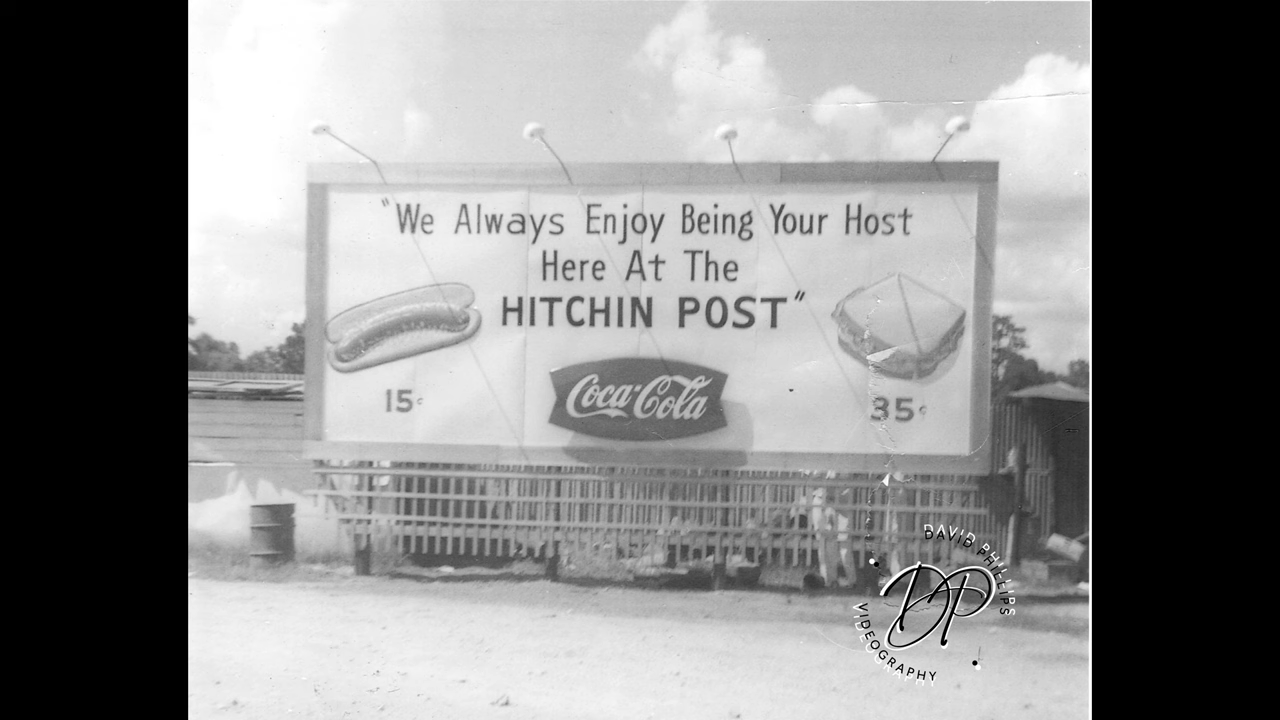 "We Always Enjoy Being Your Host
Here At The
HITCHIN POST"
15¢
Coca-Cola
35¢
DAVID PHILLIPS
DP
VIDEOGRAPHY